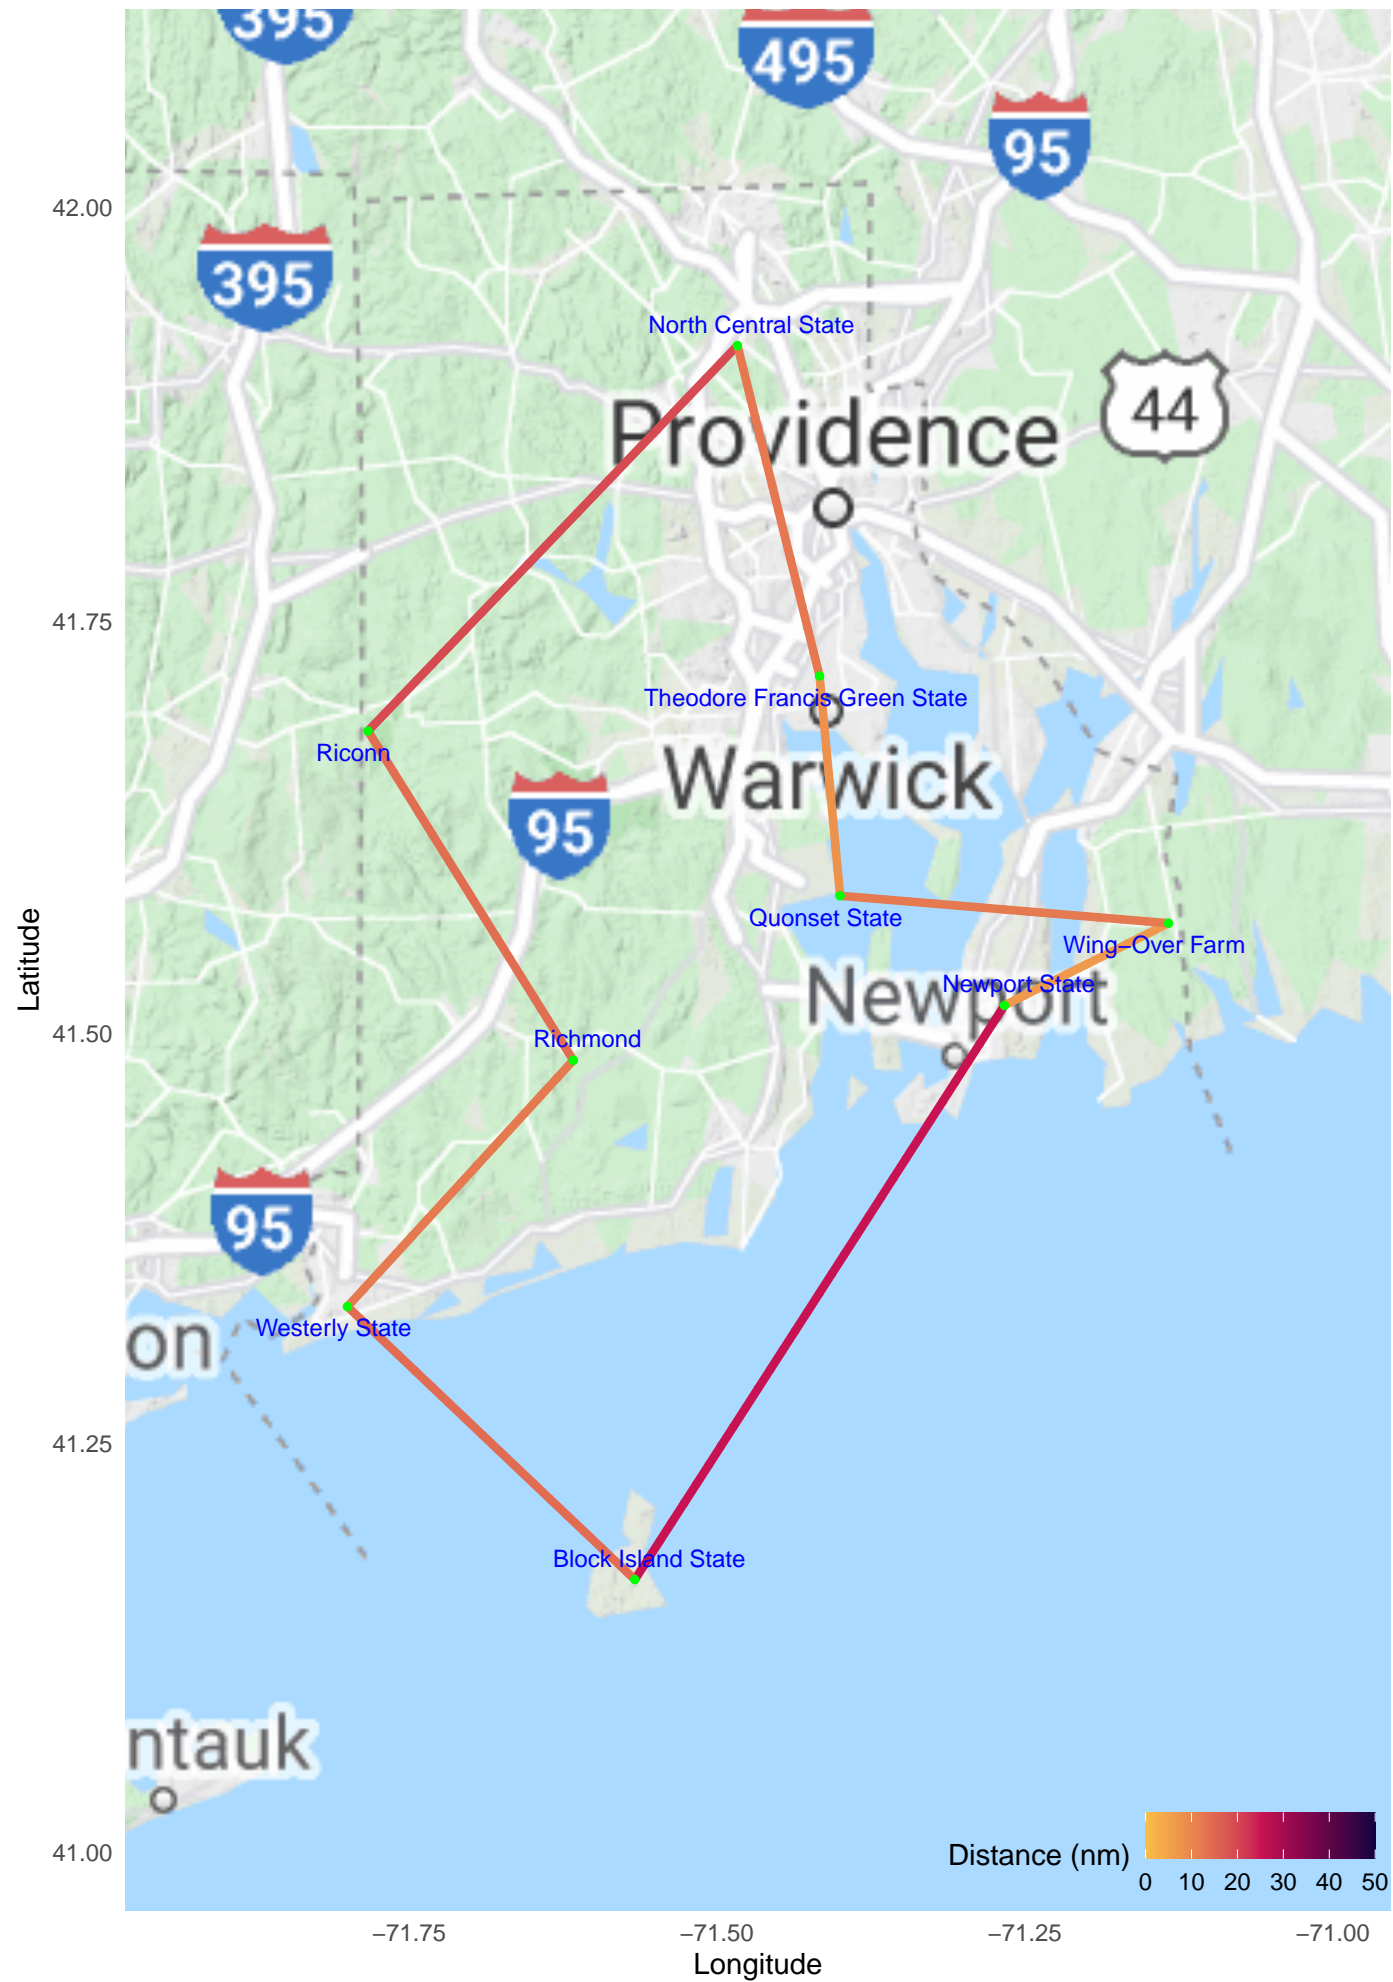 395
495
95
42.00
395
North Central State
44
Providence
41.75
Theodore Francis Green State
Riconn
Warwick
95
Quonset State
Wing−Over Farm
Latitude
Newport State
Newport
41.50
Richmond
95
Westerly State
on
41.25
Block Island State
ntauk
41.00
Distance (nm)
0 10 20 30 40 50
−71.75 −71.50 −71.25 −71.00
Longitude